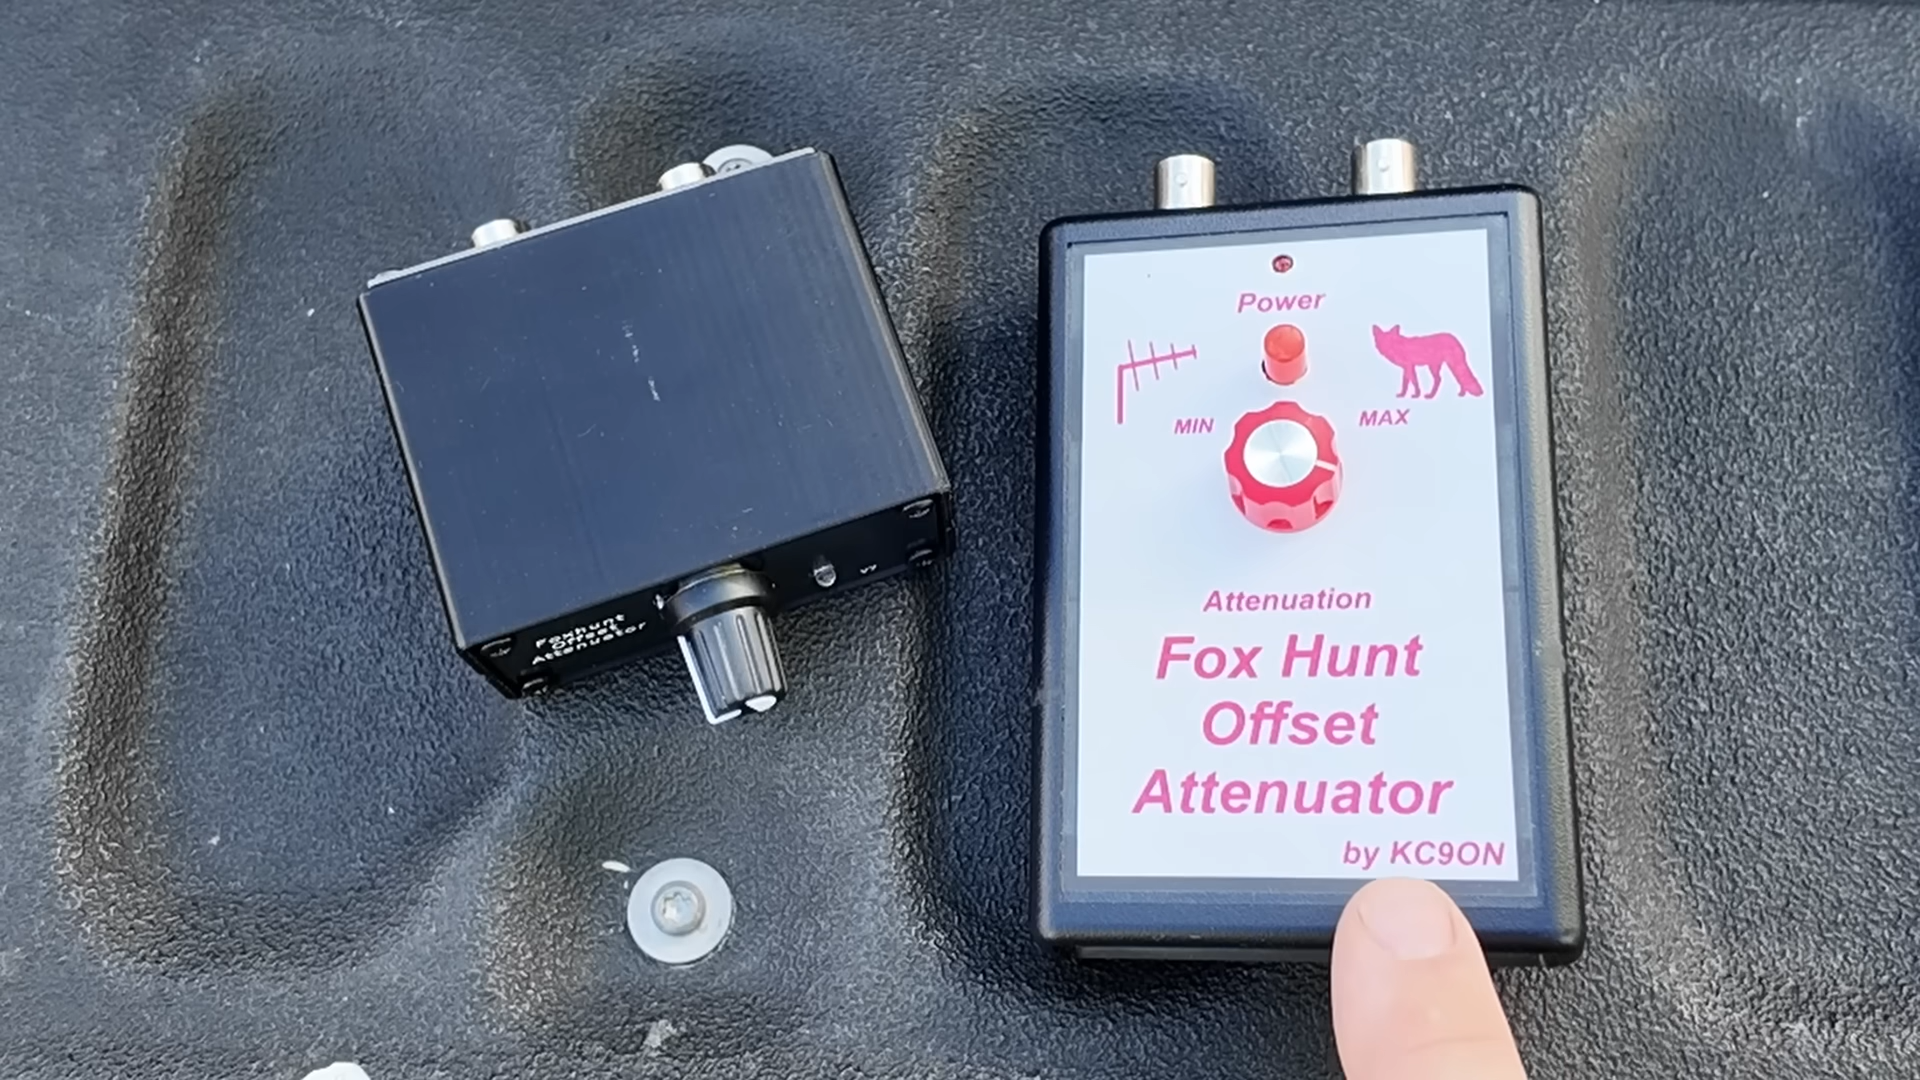 Foxhunt
Offset
Attenuator
Power
MIN
MAX
Attenuation
Fox Hunt
Offset
Attenuator
by KC9ON